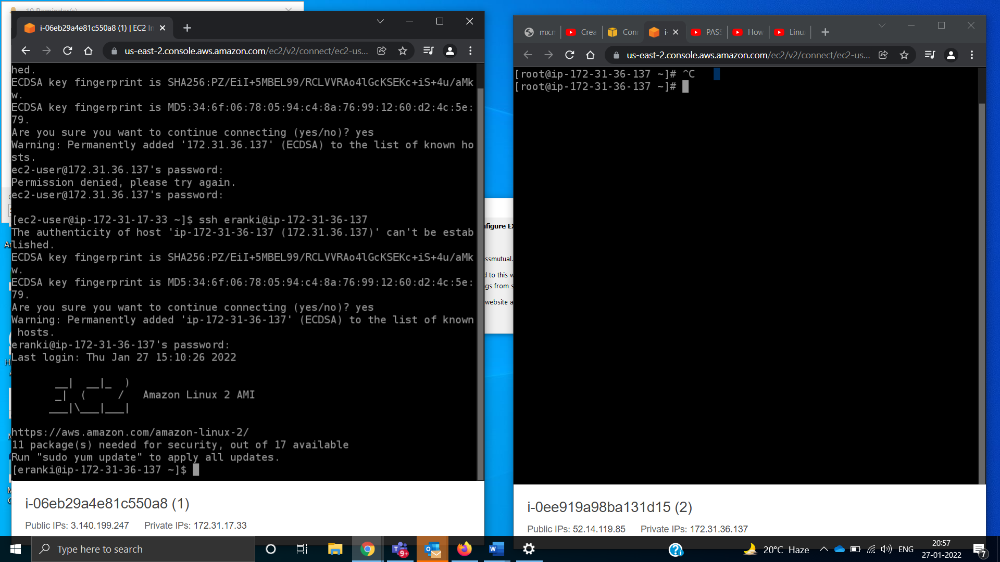 10 Reminder(s)
i-06eb29a4e81c550a8 (1) | EC2 In
us-east-2.console.aws.amazon.com/ec2/v2/connect/ec2-us...
hed.
ECDSA key fingerprint is SHA256:PZ/EiI+5MBEL99/RCLVVRAo4lGcKSEKc+iS+4u/aMk
w.
ECDSA key fingerprint is MD5:34:6f:06:78:05:94:c4:8a:76:99:12:60:d2:4c:5e:
79.
Are you sure you want to continue connecting (yes/no)? yes
Warning: Permanently added '172.31.36.137' (ECDSA) to the list of known ho
sts.
ec2-user@172.31.36.137's password:
Permission denied, please try again.
ec2-user@172.31.36.137's password:
[ec2-user@ip-172-31-17-33 ~]$ ssh eranki@ip-172-31-36-137
The authenticity of host 'ip-172-31-36-137 (172.31.36.137)' can't be estab
lished.
ECDSA key fingerprint is SHA256:PZ/EiI+5MBEL99/RCLVVRAo4lGcKSEKc+iS+4u/aMk
w.
ECDSA key fingerprint is MD5:34:6f:06:78:05:94:c4:8a:76:99:12:60:d2:4c:5e:
79.
Are you sure you want to continue connecting (yes/no)? yes
Warning: Permanently added 'ip-172-31-36-137' (ECDSA) to the list of known
 hosts.
eranki@ip-172-31-36-137's password:
Last login: Thu Jan 27 15:10:26 2022
       __|  __|_  )
       _|  (     /   Amazon Linux 2 AMI
      ___|\___|___|
https://aws.amazon.com/amazon-linux-2/
11 package(s) needed for security, out of 17 available
Run "sudo yum update" to apply all updates.
[eranki@ip-172-31-36-137 ~]$
i-06eb29a4e81c550a8 (1)
Public IPs: 3.140.199.247 Private IPs: 172.31.17.33
nfigure EX
ssmutual.
d to this w
gs from s
website a
mx.n Crea Conr i- PASS How Linux
us-east-2.console.aws.amazon.com/ec2/v2/connect/ec2-us...
[root@ip-172-31-36-137 ~]# ^C
[root@ip-172-31-36-137 ~]#
i-0ee919a98ba131d15 (2)
Public IPs: 52.14.119.85 Private IPs: 172.31.36.137
Type here to search
9+
20°C Haze
ENG
20:57
27-01-2022
7